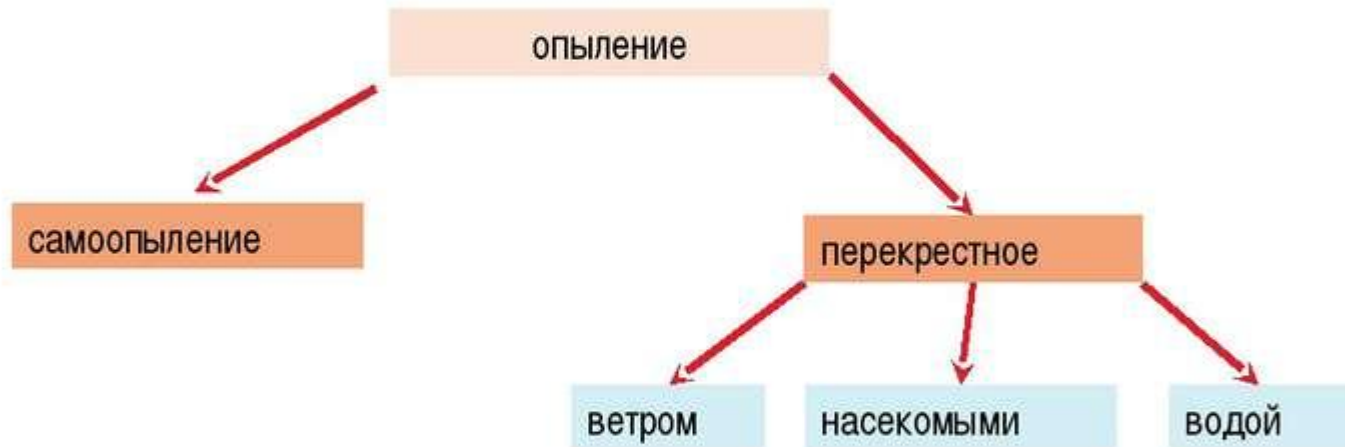 опыление
самоопыление
перекрестное
ветром
насекомыми
водой